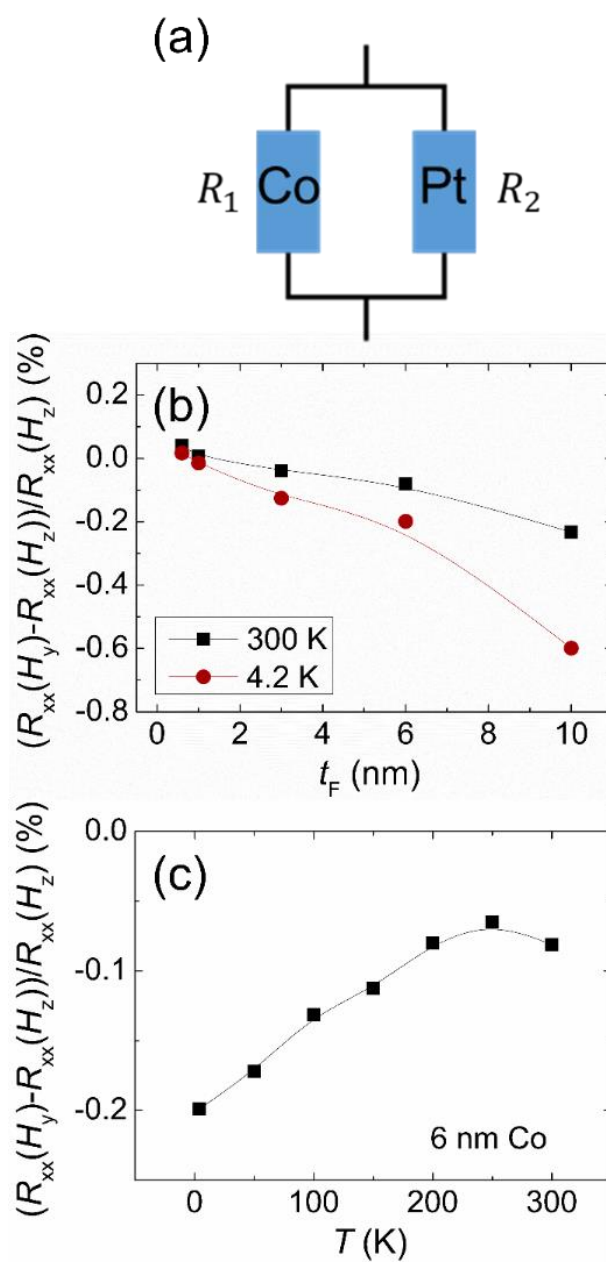 (a)
R₁ Co Pt R₂
(b)
(Rxx(Hy)-Rxx(Hz))/Rxx(Hz) (%)
0.2
0.0
-0.2
-0.4
-0.6
-0.8
300 K
4.2 K
0 2 4 6 8 10
tF (nm)
(c)
(Rxx(Hy)-Rxx(Hz))/Rxx(Hz) (%)
0.0
-0.1
-0.2
6 nm Co
0 100 200 300
T (K)